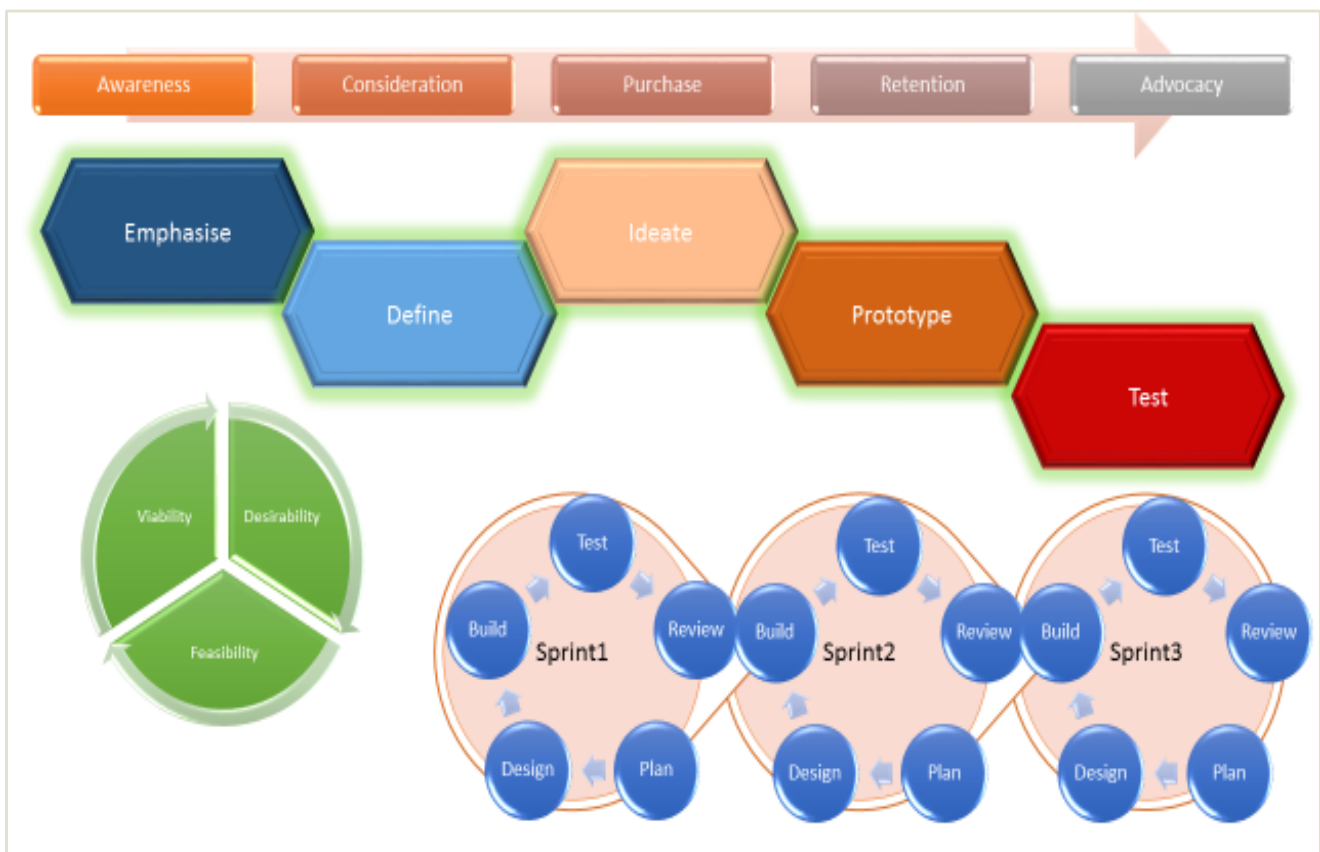 Awareness
Consideration
Purchase
Retention
Advocacy
Emphasise
Define
Ideate
Prototype
Test
Viability
Desirability
Feasibility
Test
Review
Build
Sprint1
Design
Plan
Test
Review
Build
Sprint2
Design
Plan
Test
Review
Build
Sprint3
Design
Plan